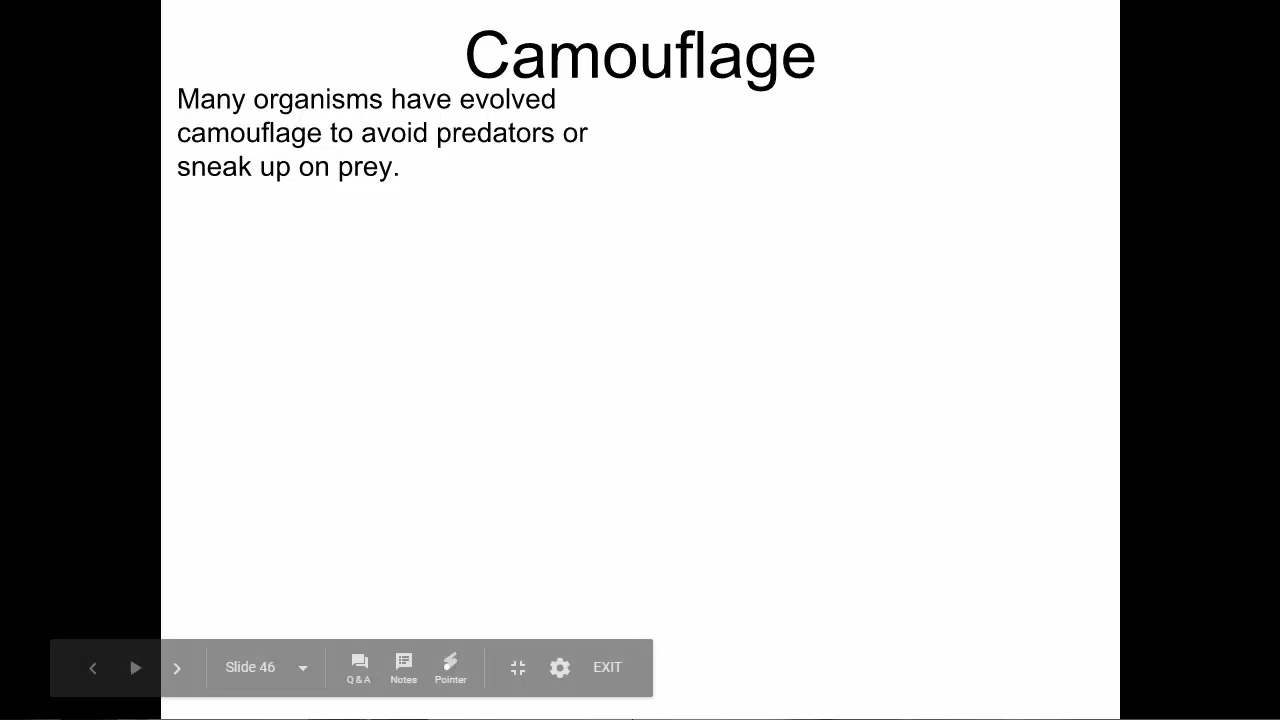 Camouflage
Many organisms have evolved
camouflage to avoid predators or
sneak up on prey.
Slide 46
Q & A
Notes
Pointer
EXIT